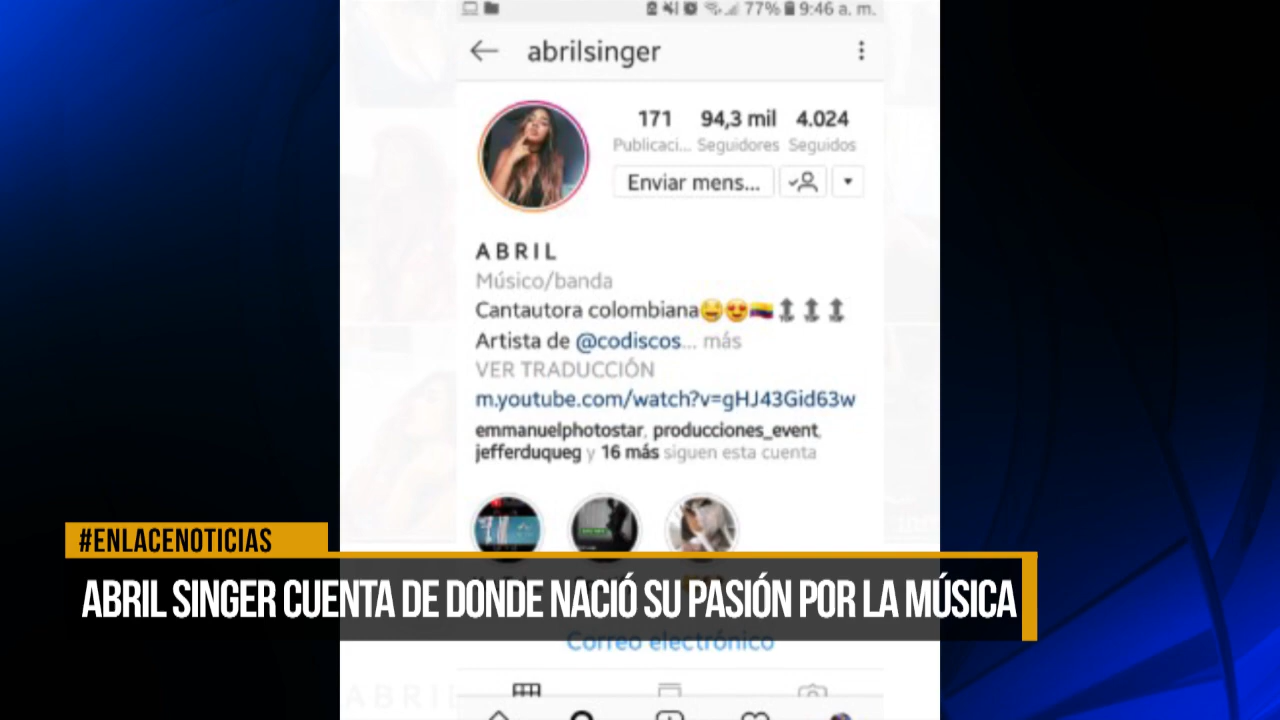 77% 9:46 a. m.
abrilsinger
171 94,3 mil 4.024
Publicaci... Seguidores Seguidos
Enviar mens...
ABRIL
Músico/banda
Cantautora colombiana😆😍🇨🇴
Artista de @codiscos... más
VER TRADUCCIÓN
m.youtube.com/watch?v=gHJ43Gid63w
emmanuelphotostar, producciones_event,
jefferduqueg y 16 más siguen esta cuenta
#ENLACENOTICIAS
ABRIL SINGER CUENTA DE DONDE NACIÓ SU PASIÓN POR LA MÚSICA
Correo electrónico
ABRIL